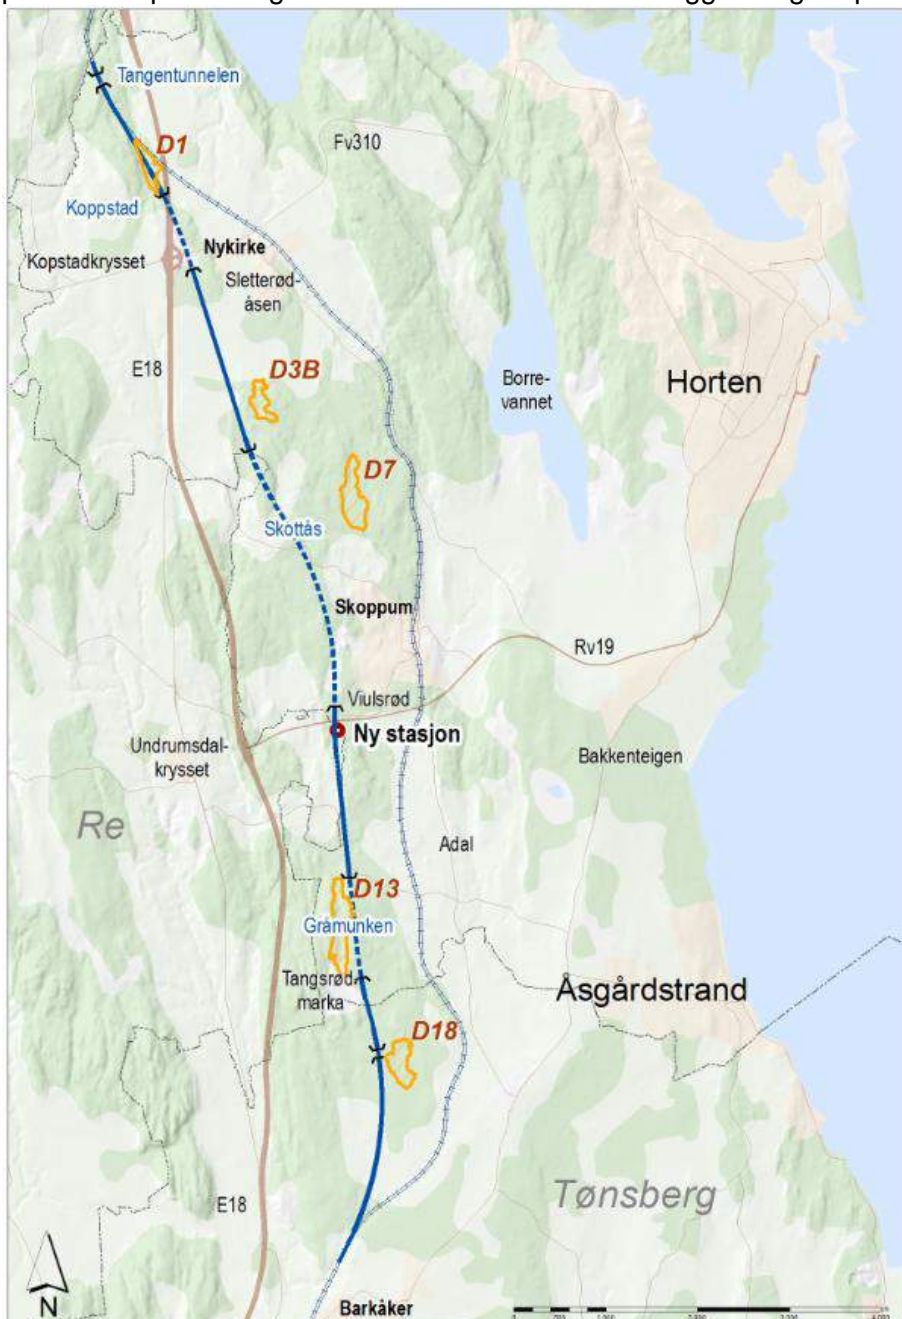 Tangentunnelen
D1
Fv310
Koppstad
Nykirke
Kopstadkrysset
Sletterød-
åsen
E18
D3B
Borre-
vannet
Horten
D7
Skottås
Skoppum
Rv19
Viulsrød
Ny stasjon
Undrumsdal-
krysset
Bakkenteigen
Re
Adal
D13
Gråmunken
Tangsrød
marka
Åsgårdstrand
D18
Tønsberg
E18
N
Barkåker